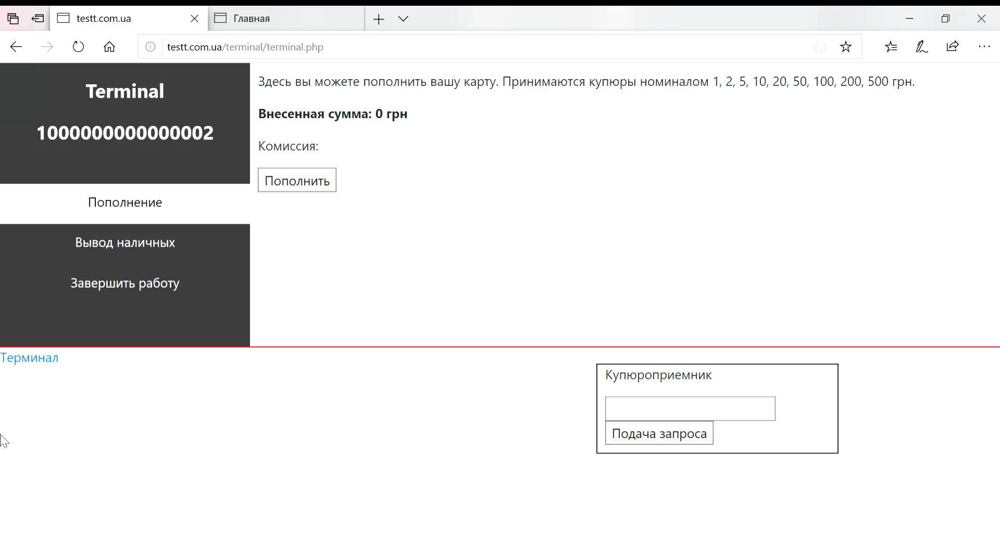 testt.com.ua
Главная
testt.com.ua/terminal/terminal.php
Terminal
1000000000000002
Пополнение
Вывод наличных
Завершить работу
Здесь вы можете пополнить вашу карту. Принимаются купюры номиналом 1, 2, 5, 10, 20, 50, 100, 200, 500 грн.
Внесенная сумма: 0 грн
Комиссия:
Пополнить
Терминал
Купюроприемник
Подача запроса